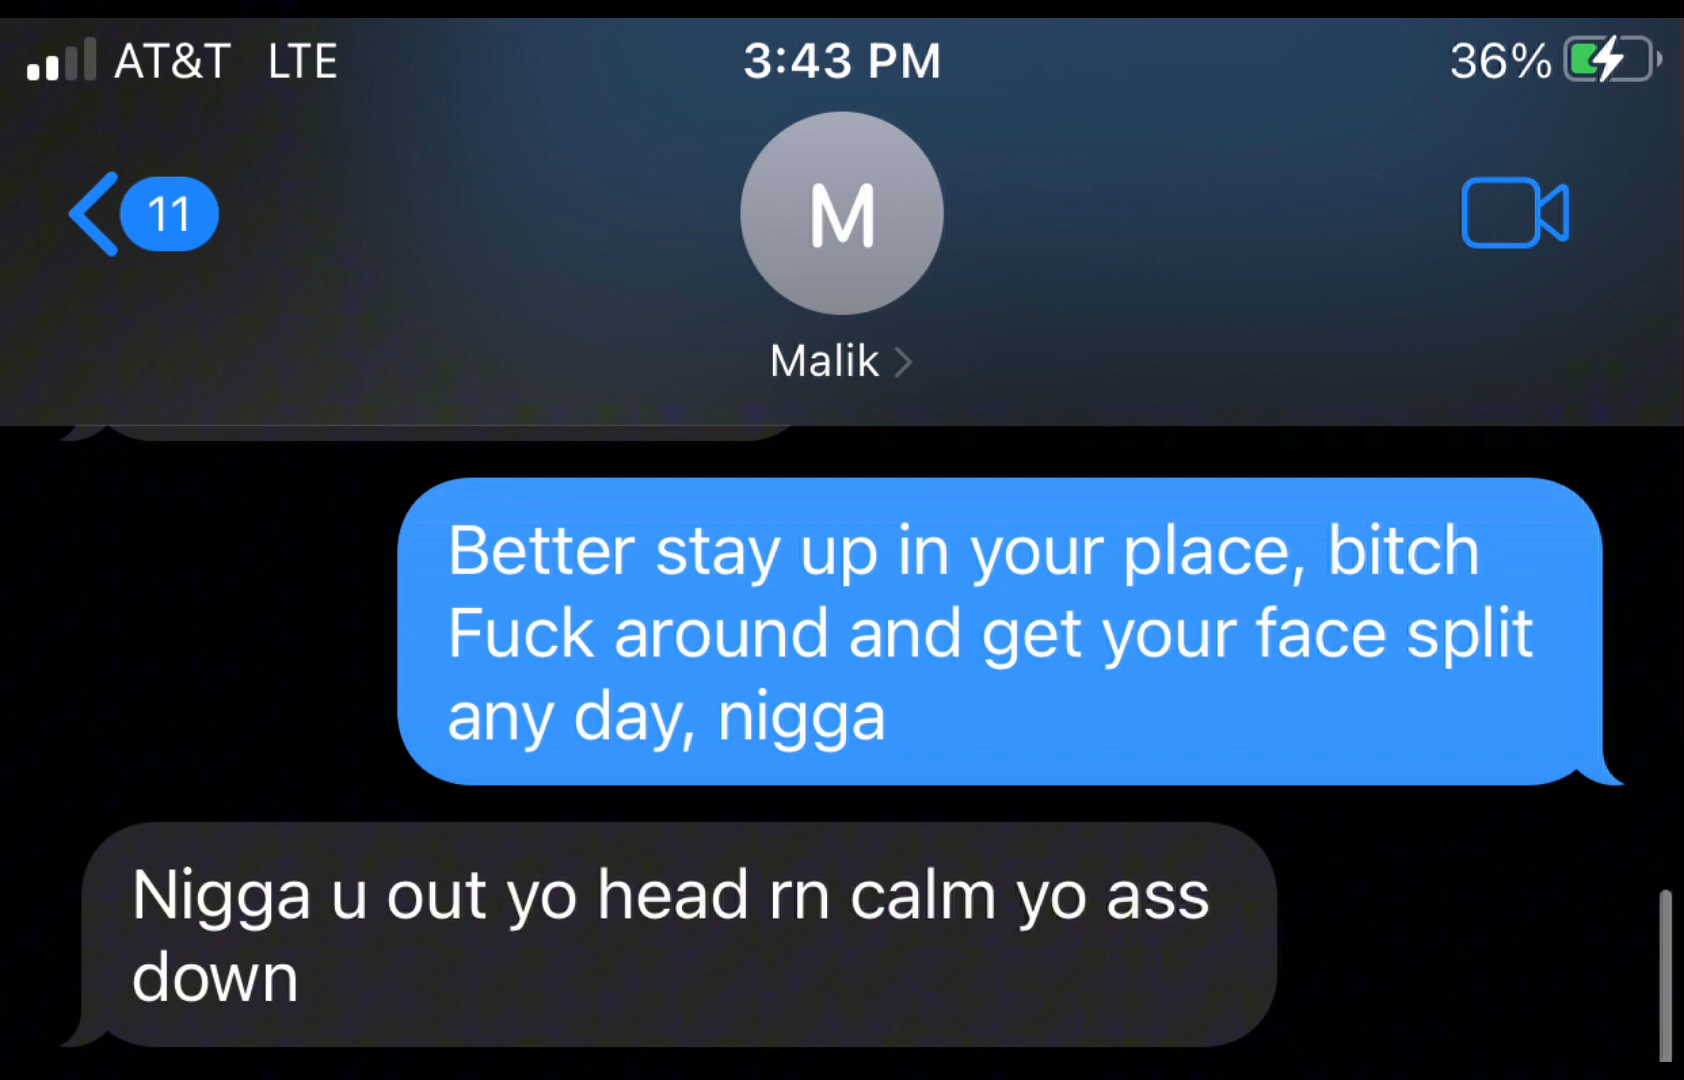 AT&T LTE 3:43 PM 36%
11
M
Malik
Better stay up in your place, bitch
Fuck around and get your face split
any day, nigga
Nigga u out yo head rn calm yo ass
down